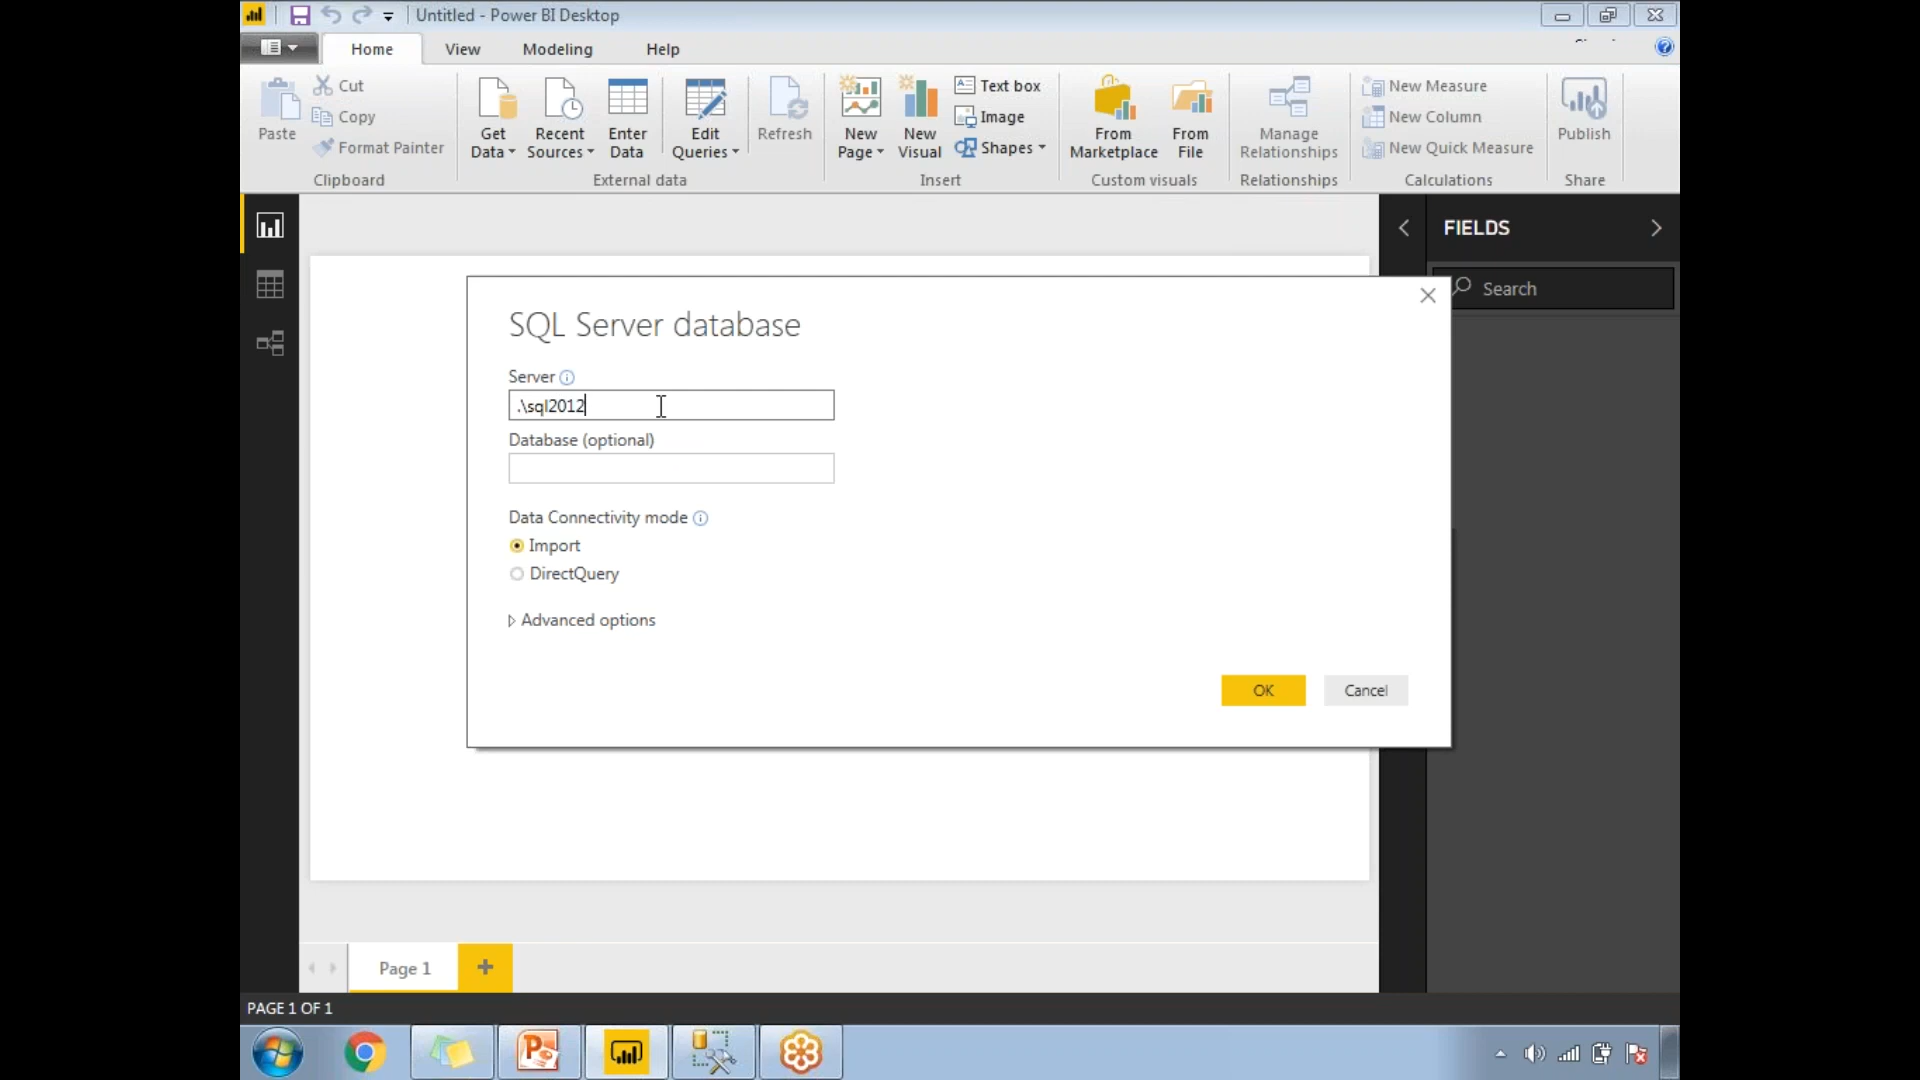 Untitled - Power BI Desktop
Home View Modeling Help
Paste
Cut
Copy
Format Painter
Clipboard
Get Data
Recent Sources
Enter Data
Edit Queries
External data
Refresh
New Page
New Visual
Text box
Image
Shapes
Insert
From Marketplace
From File
Custom visuals
Manage Relationships
Relationships
New Measure
New Column
New Quick Measure
Calculations
Publish
Share
FIELDS
Search
SQL Server database
Server
.\sql2012
Database (optional)
Data Connectivity mode
Import
DirectQuery
Advanced options
OK Cancel
Page 1
PAGE 1 OF 1